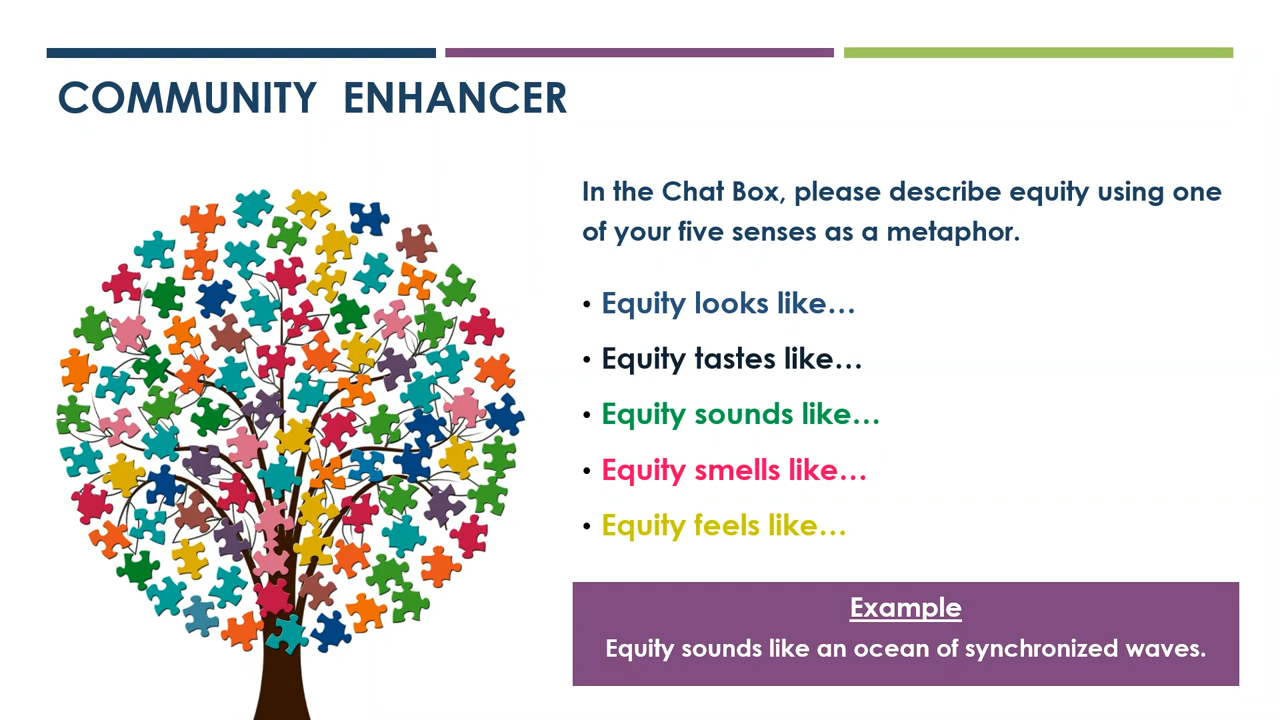 COMMUNITY ENHANCER
In the Chat Box, please describe equity using one
of your five senses as a metaphor.
• Equity looks like…
• Equity tastes like…
• Equity sounds like…
• Equity smells like…
• Equity feels like…
Example
Equity sounds like an ocean of synchronized waves.